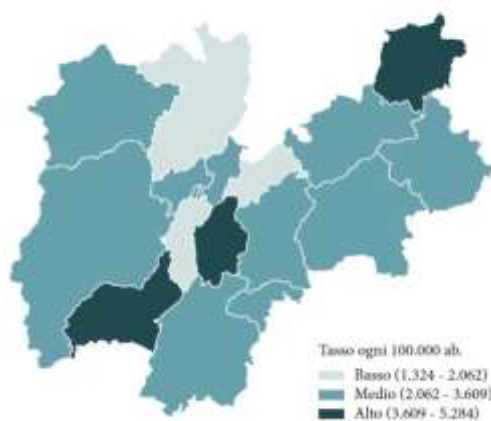 Tasso ogni 100.000 ab.
Basso (1.324 - 2.062)
Medio (2.062 - 3.609)
Alto (3.609 - 5.284)